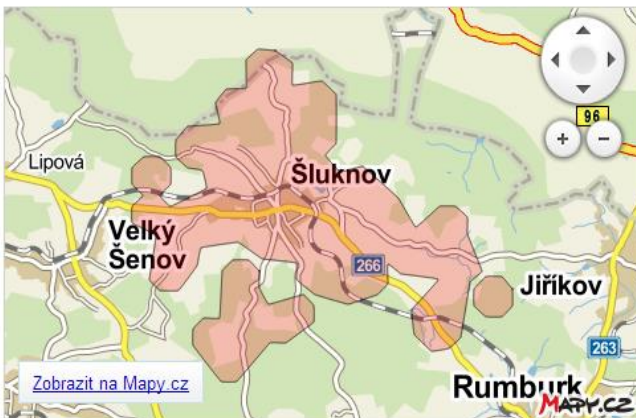 96
+ −
Lipová
Šluknov
Velký
Šenov
266
Jiříkov
263
Zobrazit na Mapy.cz
Rumburk
MAPY.CZ